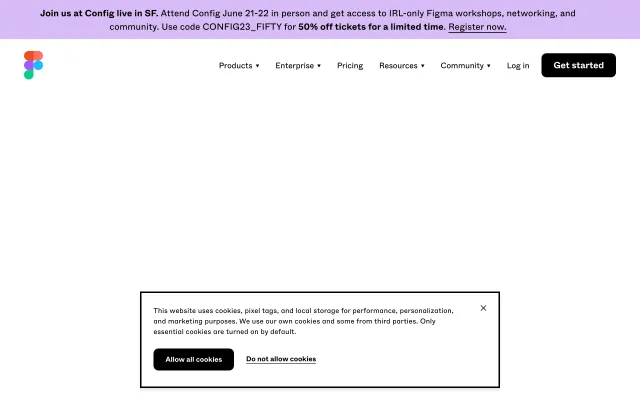 Join us at Config live in SF. Attend Config June 21-22 in person and get access to IRL-only Figma workshops, networking, and
community. Use code CONFIG23_FIFTY for 50% off tickets for a limited time. Register now.
Products ▾ Enterprise ▾ Pricing Resources ▾ Community ▾ Log in Get started
This website uses cookies, pixel tags, and local storage for performance, personalization,
and marketing purposes. We use our own cookies and some from third parties. Only
essential cookies are turned on by default.
Allow all cookies Do not allow cookies